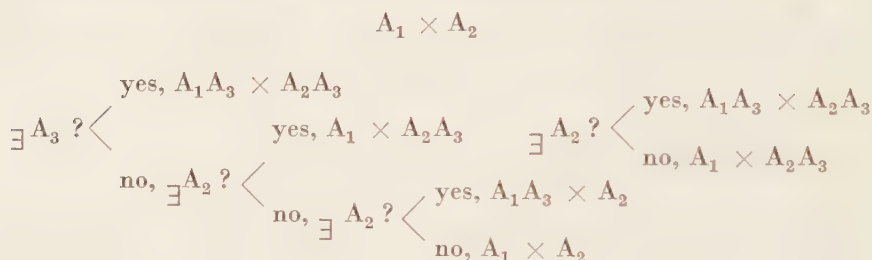 A₁ × A₂
yes, A₁A₃ × A₂A₃
∃A₃ ?
yes, A₁ × A₂A₃
no, ∃A₂ ?
yes, A₁A₃ × A₂
no, ∃ A₂ ?
no, A₁ × A₂
yes, A₁A₃ × A₂A₃
∃A₂ ?
no, A₁ × A₂A₃